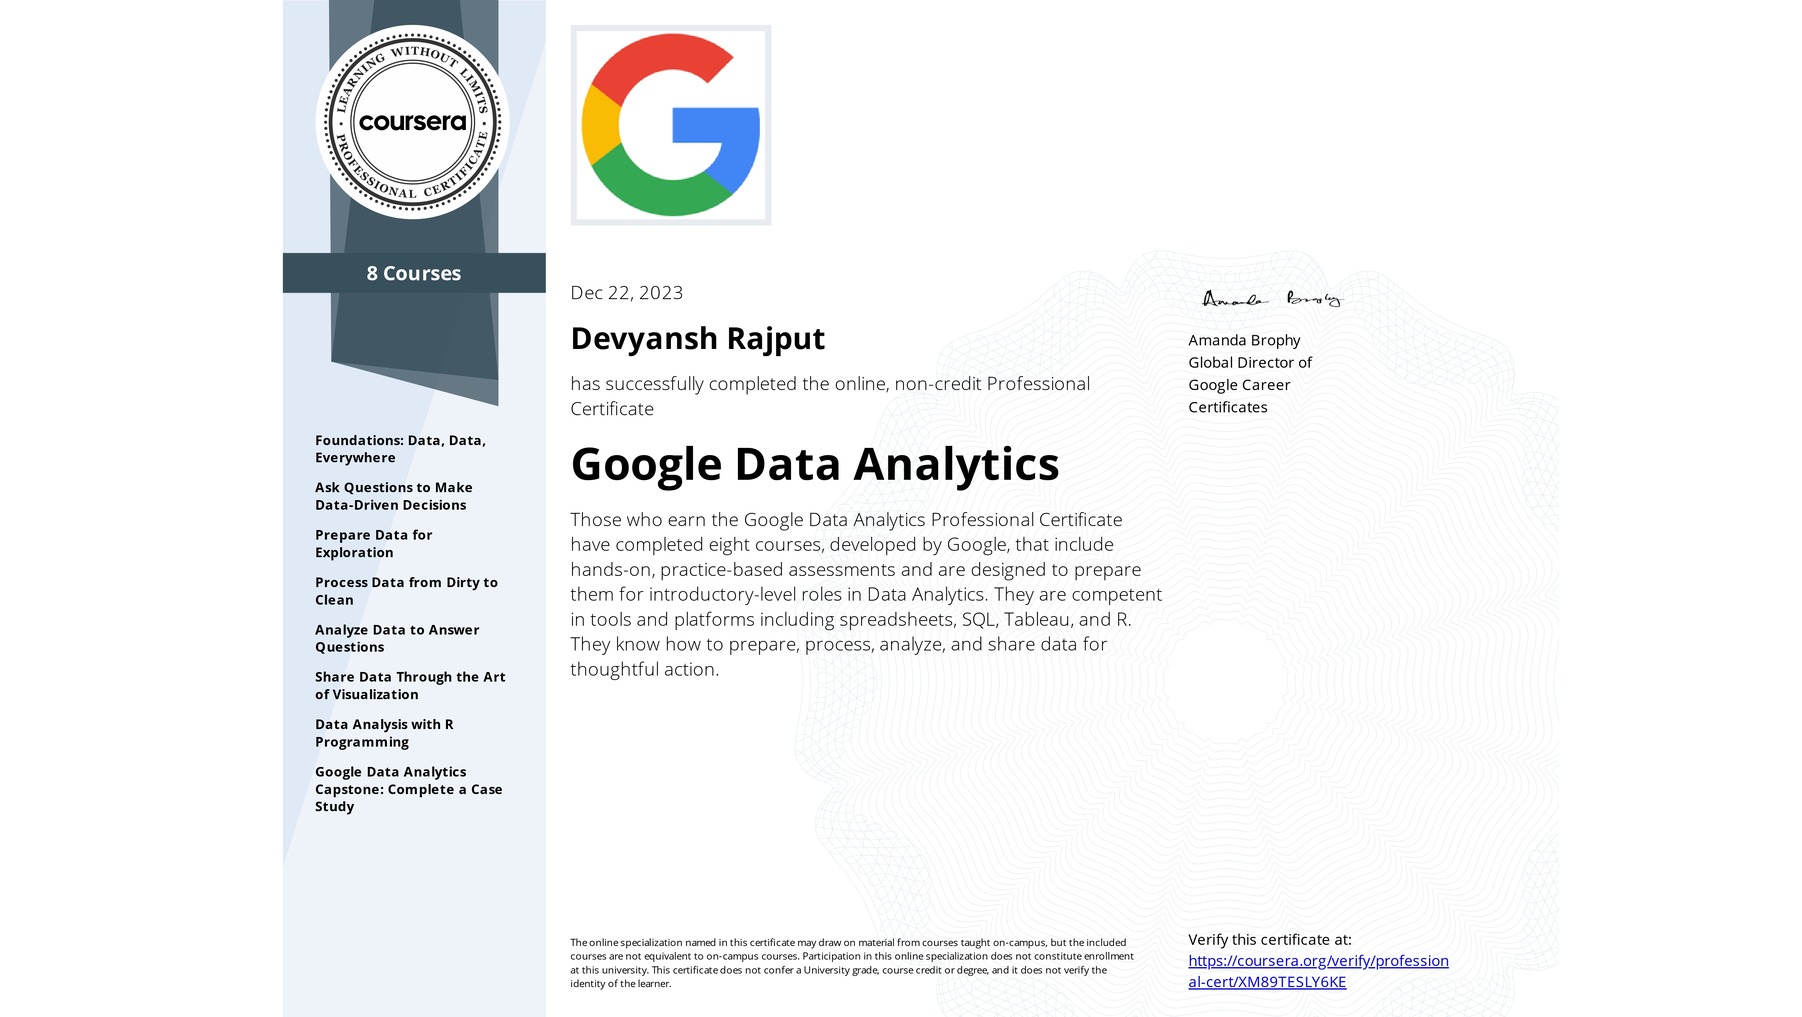 LEARNING WITHOUT LIMITS
coursera
PROFESSIONAL CERTIFICATE
8 Courses
Foundations: Data, Data,
Everywhere
Ask Questions to Make
Data-Driven Decisions
Prepare Data for
Exploration
Process Data from Dirty to
Clean
Analyze Data to Answer
Questions
Share Data Through the Art
of Visualization
Data Analysis with R
Programming
Google Data Analytics
Capstone: Complete a Case
Study
Dec 22, 2023
Devyansh Rajput
has successfully completed the online, non-credit Professional
Certificate
Google Data Analytics
Those who earn the Google Data Analytics Professional Certificate
have completed eight courses, developed by Google, that include
hands-on, practice-based assessments and are designed to prepare
them for introductory-level roles in Data Analytics. They are competent
in tools and platforms including spreadsheets, SQL, Tableau, and R.
They know how to prepare, process, analyze, and share data for
thoughtful action.
Amanda Brophy
Amanda Brophy
Global Director of
Google Career
Certificates
The online specialization named in this certificate may draw on material from courses taught on-campus, but the included
courses are not equivalent to on-campus courses. Participation in this online specialization does not constitute enrollment
at this university. This certificate does not confer a University grade, course credit or degree, and it does not verify the
identity of the learner.
Verify this certificate at:
https://coursera.org/verify/profession
al-cert/XM89TESLY6KE